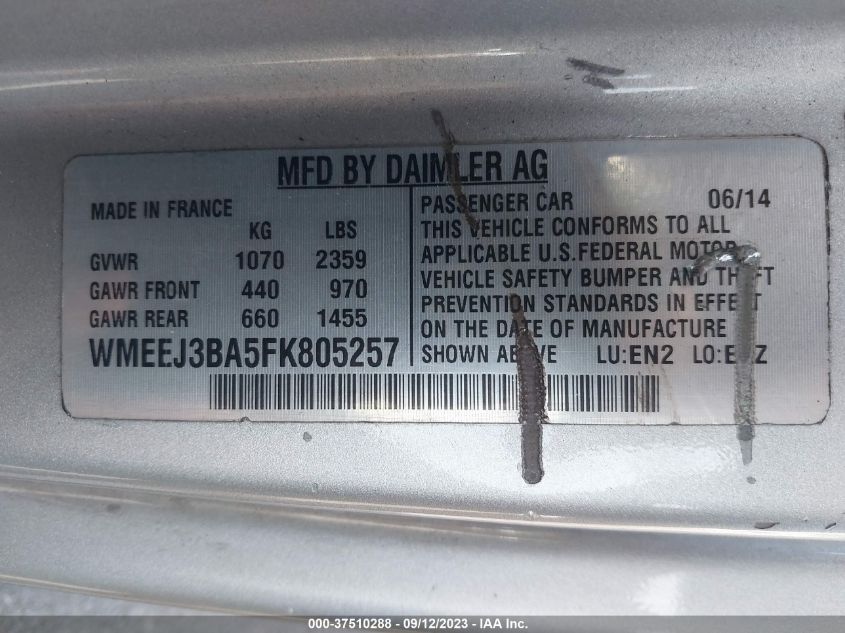 MFD BY DAIMLER AG
MADE IN FRANCE
KG LBS
GVWR 1070 2359
GAWR FRONT 440 970
GAWR REAR 660 1455
WMEEJ3BA5FK805257
PASSENGER CAR 06/14
THIS VEHICLE CONFORMS TO ALL
APPLICABLE U.S.FEDERAL MOTOR
VEHICLE SAFETY BUMPER AND THEFT
PREVENTION STANDARDS IN EFFECT
ON THE DATE OF MANUFACTURE
SHOWN ABOVE LU:EN2
000 - 37510288 - 09/12/2023 - IAA Inc.